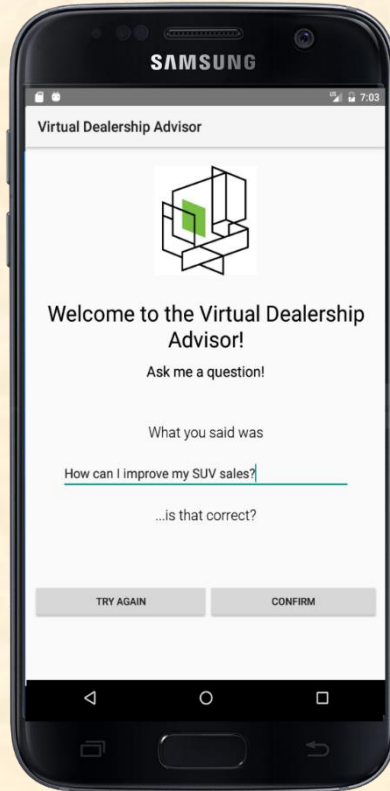 SAMSUNG
US 7:03
Virtual Dealership Advisor
Welcome to the Virtual Dealership
Advisor!
Ask me a question!
What you said was
How can I improve my SUV sales?
...is that correct?
TRY AGAIN
CONFIRM